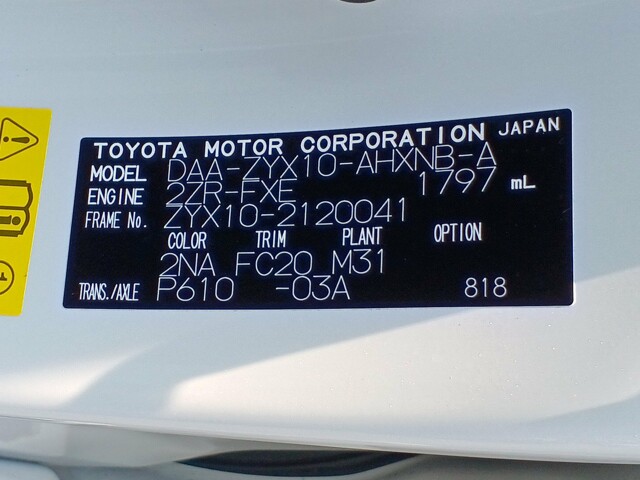 TOYOTA MOTOR CORPORATION JAPAN
MODEL DAA-ZYX10-AHXNB-A
ENGINE 2ZR-FXE 1797 mL
FRAME No. ZYX10-2120041
COLOR TRIM PLANT OPTION
2NA FC20 M31
TRANS./AXLE P610 -03A 818